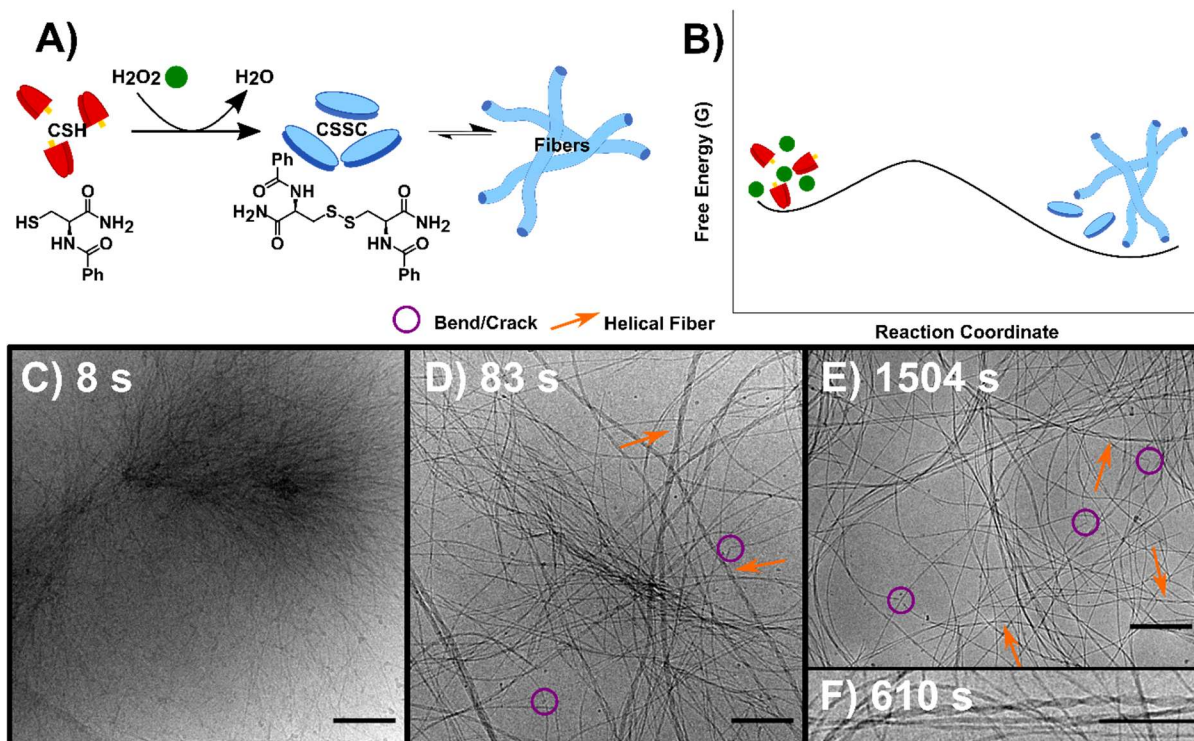 A)
H2O2
H2O
CSH
CSSC
Fibers
O
HS
NH2
HN
O
Ph
Ph
O
NH
H2N
O
S
S
O
NH2
HN
O
Ph
B)
Free Energy (G)
Reaction Coordinate
Bend/Crack
Helical Fiber
C) 8 s
D) 83 s
E) 1504 s
F) 610 s